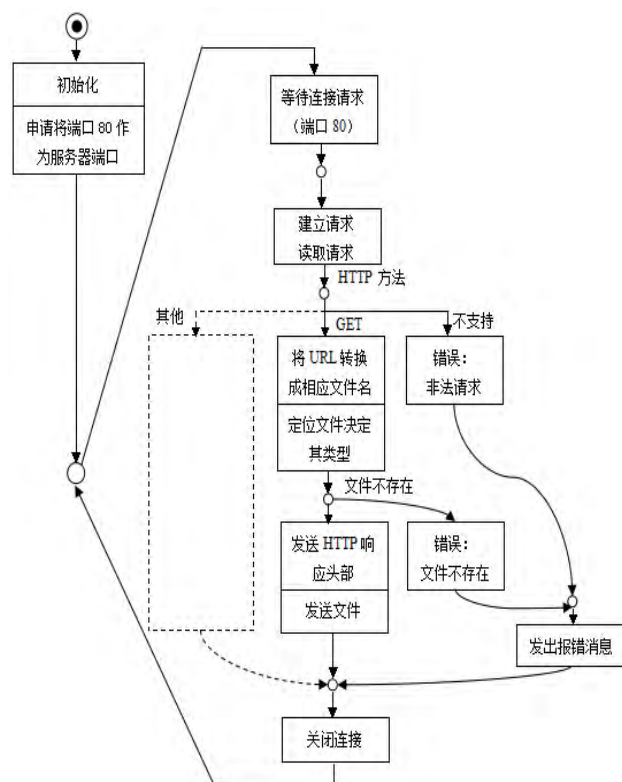 初始化
申请将端口 80 作
为服务器端口
等待连接请求
（端口 80）
建立请求
读取请求
HTTP 方法
其他
GET
不支持
将 URL 转换
成相应文件名
定位文件决定
其类型
错误：
非法请求
文件不存在
发送 HTTP 响
应头部
发送文件
错误：
文件不存在
发出报错消息
关闭连接